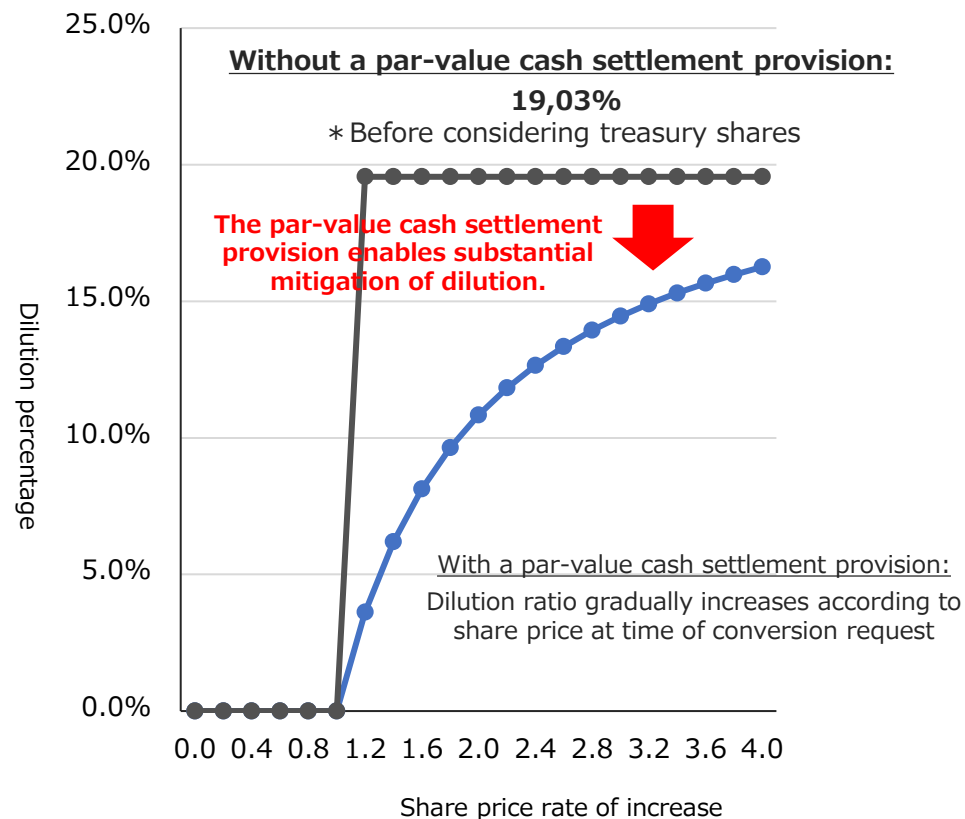 25.0%
Without a par-value cash settlement provision:
19,03%
＊Before considering treasury shares
20.0%
The par-value cash settlement
provision enables substantial
mitigation of dilution.
15.0%
Dilution percentage
10.0%
5.0%
With a par-value cash settlement provision:
Dilution ratio gradually increases according to
share price at time of conversion request
0.0%
0.0 0.4 0.8 1.2 1.6 2.0 2.4 2.8 3.2 3.6 4.0
Share price rate of increase